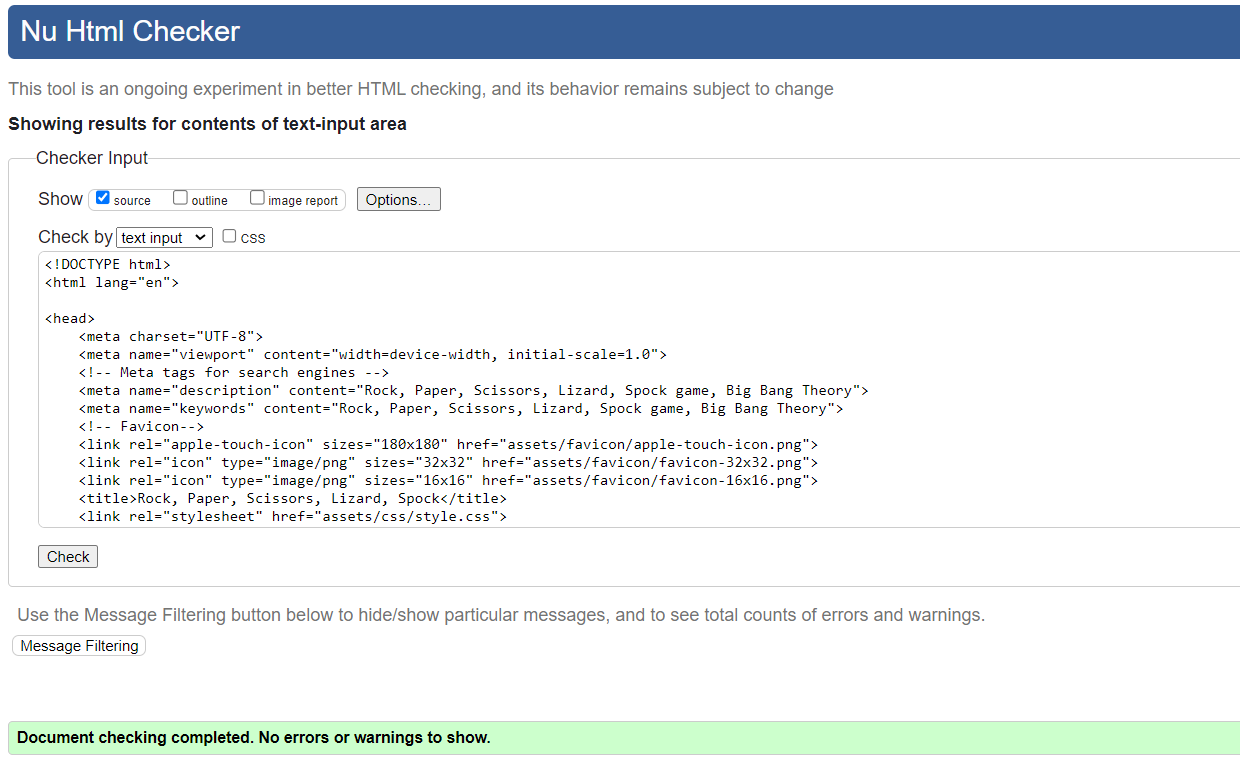 Nu Html Checker
This tool is an ongoing experiment in better HTML checking, and its behavior remains subject to change
Showing results for contents of text-input area
Checker Input
Show source outline image report Options...
Check by text input CSS
<!DOCTYPE html>
<html lang="en">
<head>
<meta charset="UTF-8">
<meta name="viewport" content="width=device-width, initial-scale=1.0">
<!-- Meta tags for search engines -->
<meta name="description" content="Rock, Paper, Scissors, Lizard, Spock game, Big Bang Theory">
<meta name="keywords" content="Rock, Paper, Scissors, Lizard, Spock game, Big Bang Theory">
<!-- Favicon-->
<link rel="apple-touch-icon" sizes="180x180" href="assets/favicon/apple-touch-icon.png">
<link rel="icon" type="image/png" sizes="32x32" href="assets/favicon/favicon-32x32.png">
<link rel="icon" type="image/png" sizes="16x16" href="assets/favicon/favicon-16x16.png">
<title>Rock, Paper, Scissors, Lizard, Spock</title>
<link rel="stylesheet" href="assets/css/style.css">
Check
Use the Message Filtering button below to hide/show particular messages, and to see total counts of errors and warnings.
Message Filtering
Document checking completed. No errors or warnings to show.